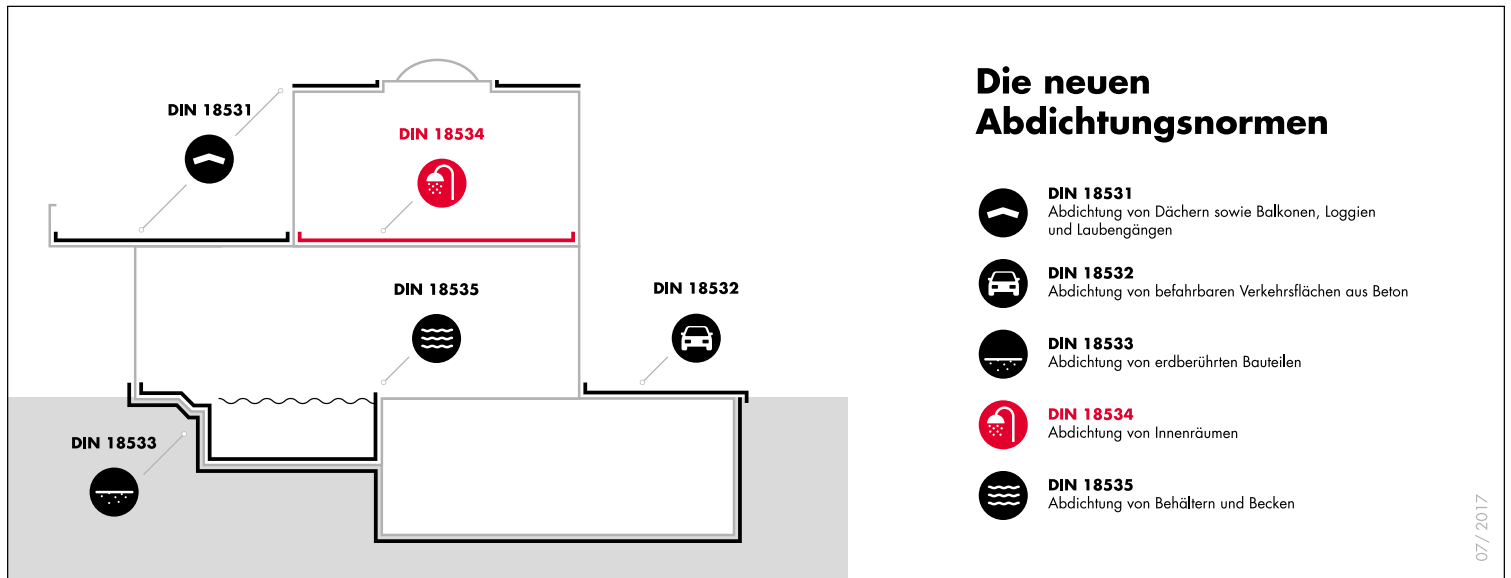 DIN 18531
DIN 18534
DIN 18535
DIN 18532
DIN 18533
Die neuen
Abdichtungsnormen
DIN 18531
Abdichtung von Dächern sowie Balkonen, Loggien
und Laubengängen
DIN 18532
Abdichtung von befahrbaren Verkehrsflächen aus Beton
DIN 18533
Abdichtung von erdberührten Bauteilen
DIN 18534
Abdichtung von Innenräumen
DIN 18535
Abdichtung von Behältern und Becken
07/ 2017